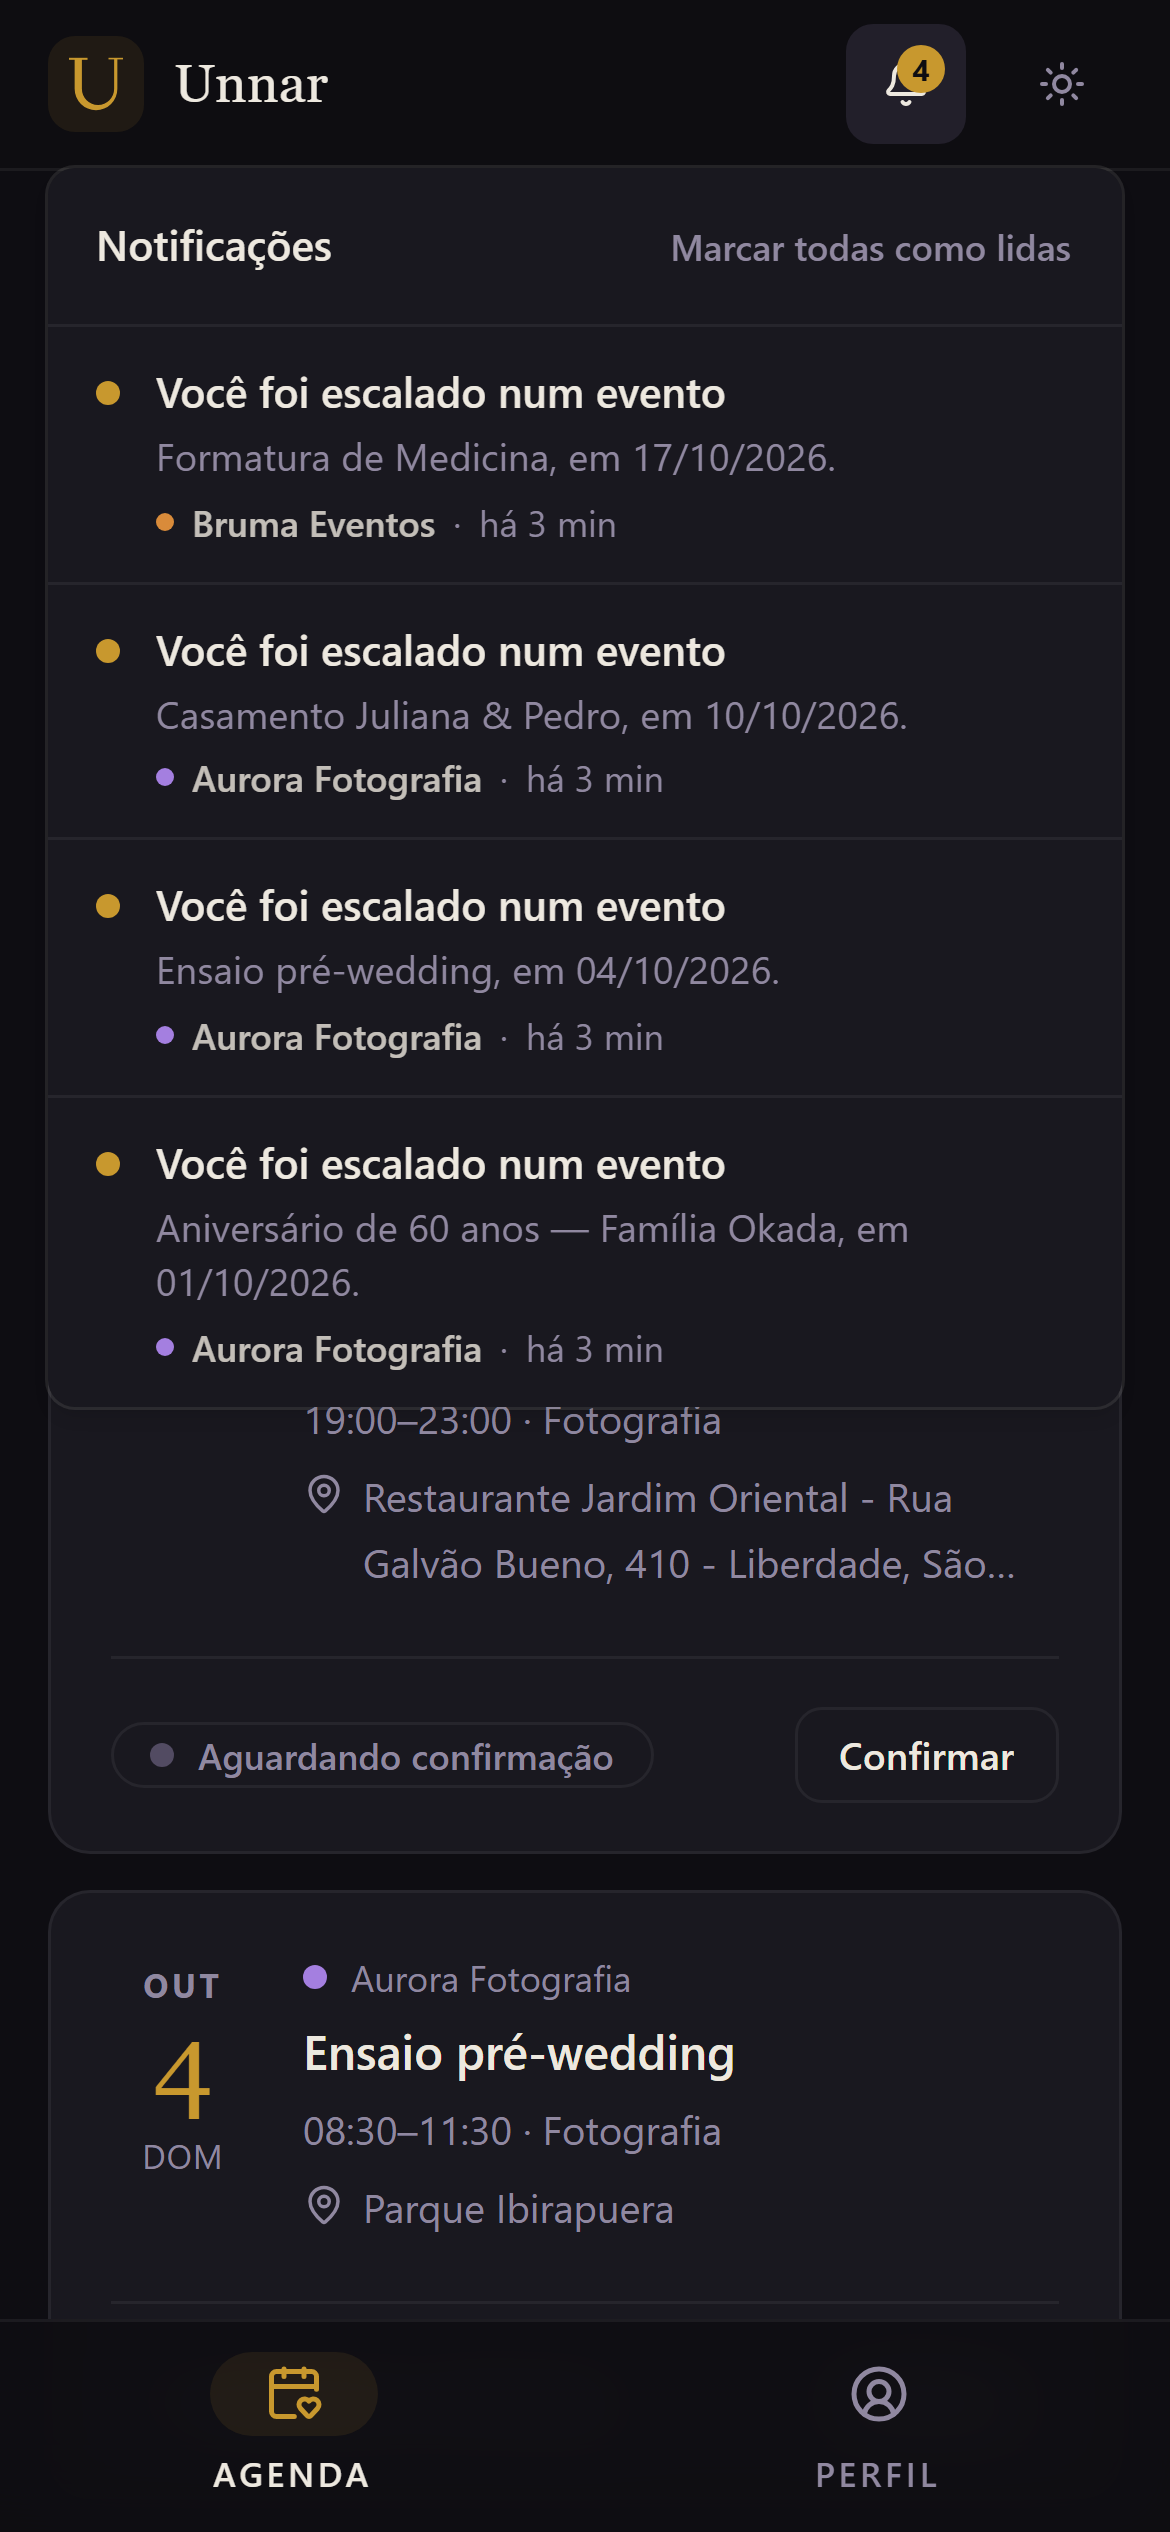 U Unnar
4
Notificações
Marcar todas como lidas
Você foi escalado num evento
Formatura de Medicina, em 17/10/2026.
Bruma Eventos · há 3 min
Você foi escalado num evento
Casamento Juliana & Pedro, em 10/10/2026.
Aurora Fotografia · há 3 min
Você foi escalado num evento
Ensaio pré-wedding, em 04/10/2026.
Aurora Fotografia · há 3 min
Você foi escalado num evento
Aniversário de 60 anos — Família Okada, em
01/10/2026.
Aurora Fotografia · há 3 min
19:00–23:00 · Fotografia
Restaurante Jardim Oriental - Rua
Galvão Bueno, 410 - Liberdade, São...
Aguardando confirmação
Confirmar
OUT
4
DOM
Aurora Fotografia
Ensaio pré-wedding
08:30–11:30 · Fotografia
Parque Ibirapuera
AGENDA
PERFIL